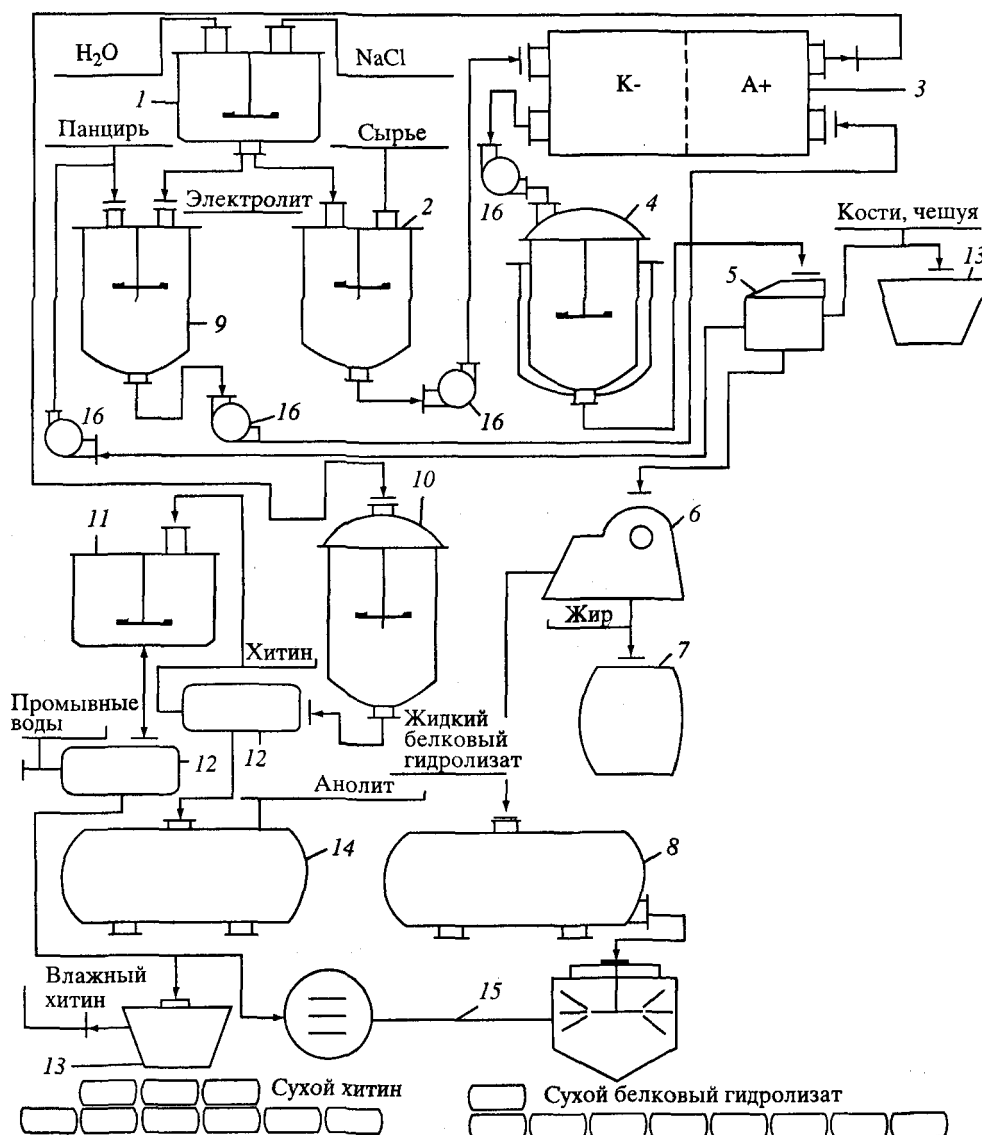 H₂O
NaCl
1
K-
A+
3
Панцирь
Сырье
Электролит
2
16
4
Кости, чешуя
13
5
9
16
16
16
10
11
6
Жир
7
Хитин
Промывные
воды
12
12
Жидкий
белковый
гидролизат
Анолит
14
8
Влажный
хитин
15
13
Сухой хитин
Сухой белковый гидролизат